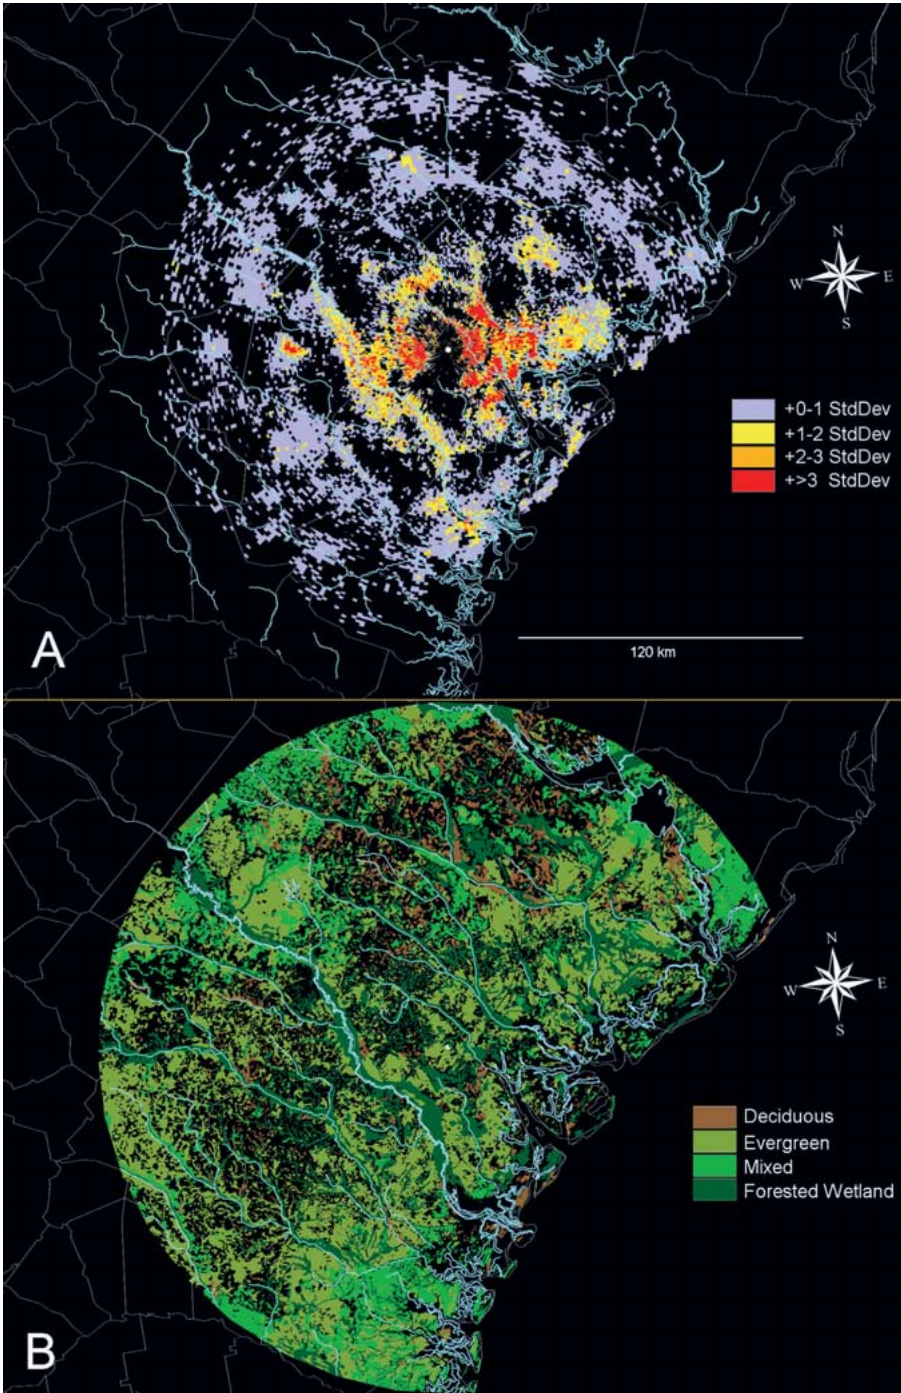 N
W E
S
+0-1 StdDev
+1-2 StdDev
+2-3 StdDev
+>3 StdDev
A
120 km
N
W E
S
Deciduous
Evergreen
Mixed
Forested Wetland
B